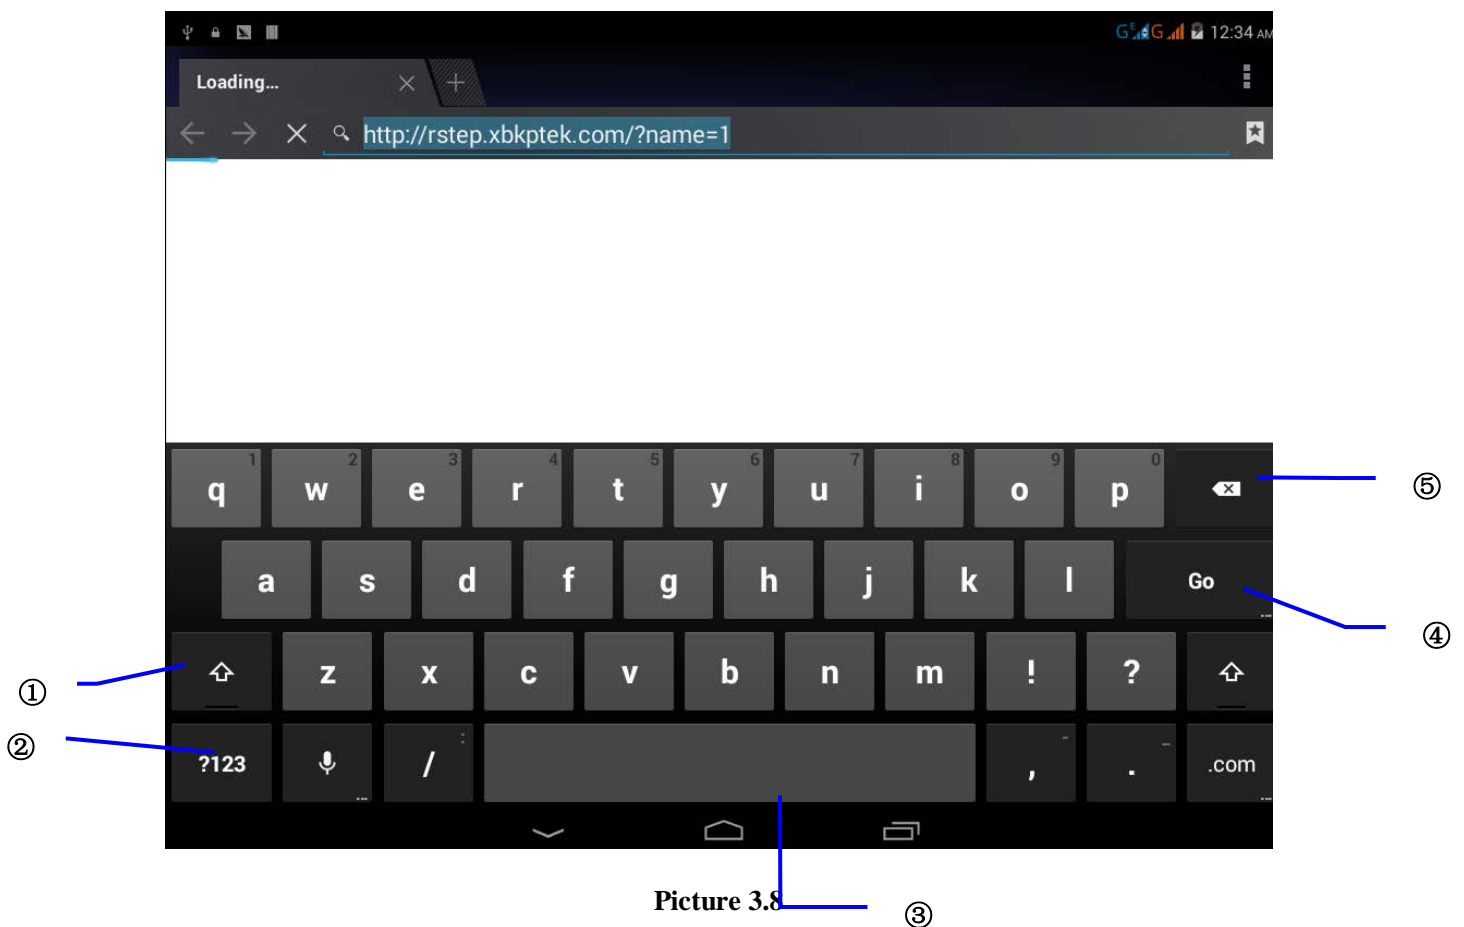 G E G 12:34 AM
Loading...
http://rstep.xbkptek.com/?name=1
1 2 3 4 5 6 7 8 9 0
q w e r t y u i o p
⑤
a s d f g h j k l Go
④
z x c v b n m ! ?
①
②
?123 / : , - . _ .com
Picture 3.8
③